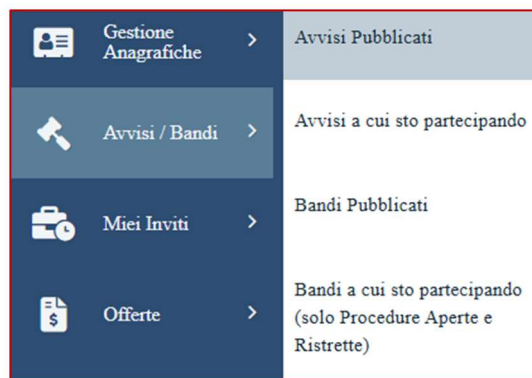 Gestione
Anagrafiche
Avvisi / Bandi
Miei Inviti
Offerte
Avvisi Pubblicati
Avvisi a cui sto partecipando
Bandi Pubblicati
Bandi a cui sto partecipando
(solo Procedure Aperte e
Ristrette)